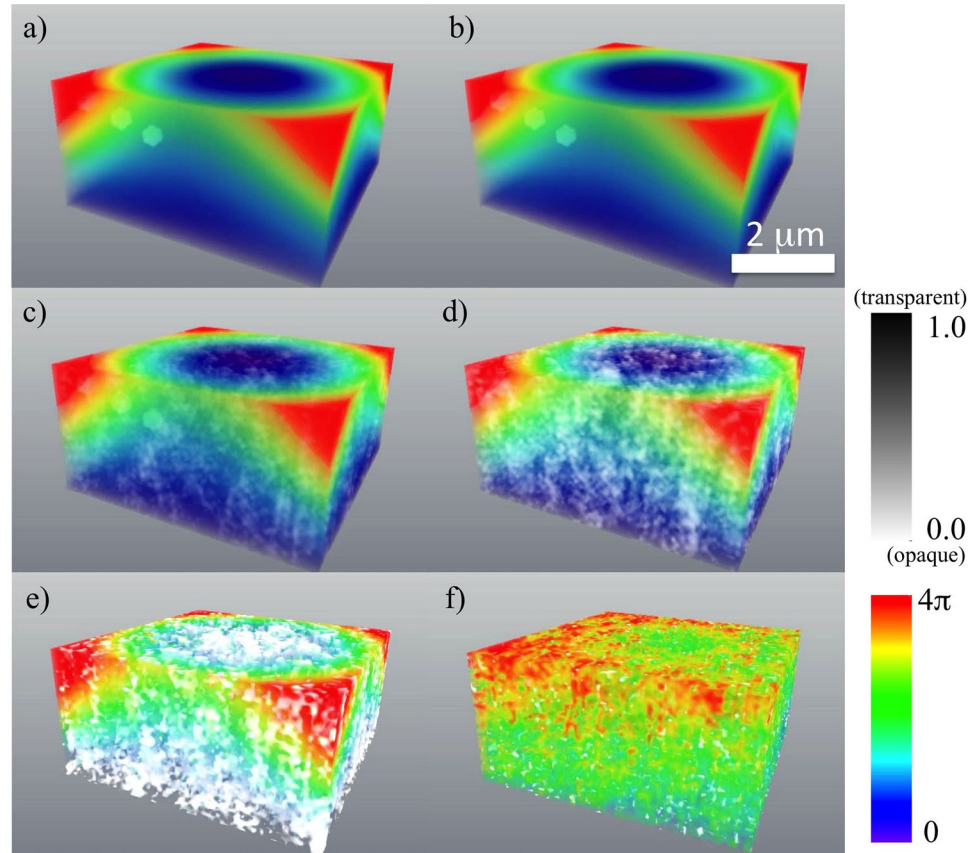 a)
b)
2 μm
c)
d)
(transparent)
1.0
0.0
(opaque)
e)
f)
4π
0